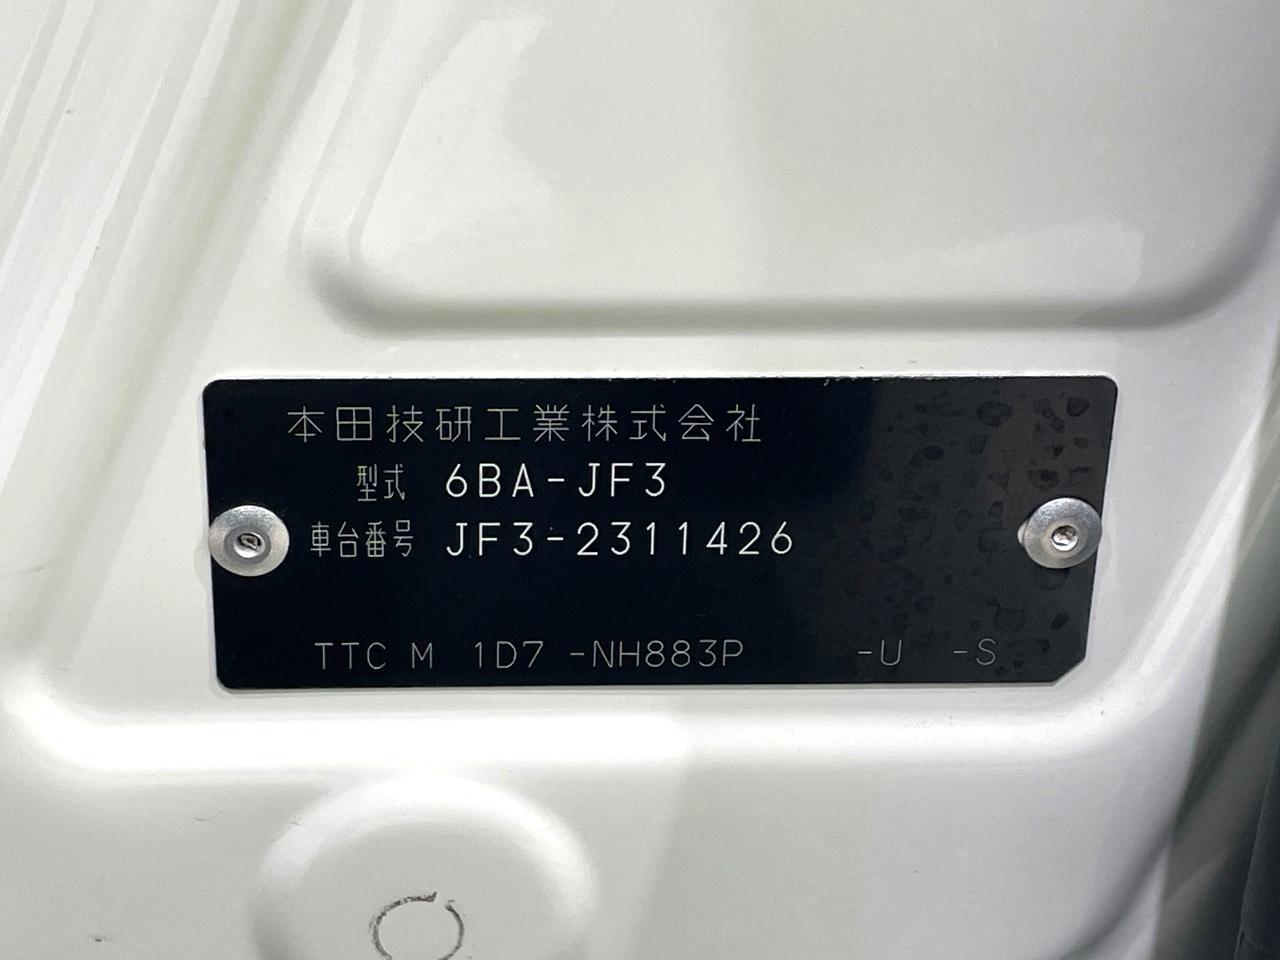 本田技研工業株式会社
型式 6BA-JF3
車台番号 JF3-2311426
TTC M 1D7 -NH883P -U -S